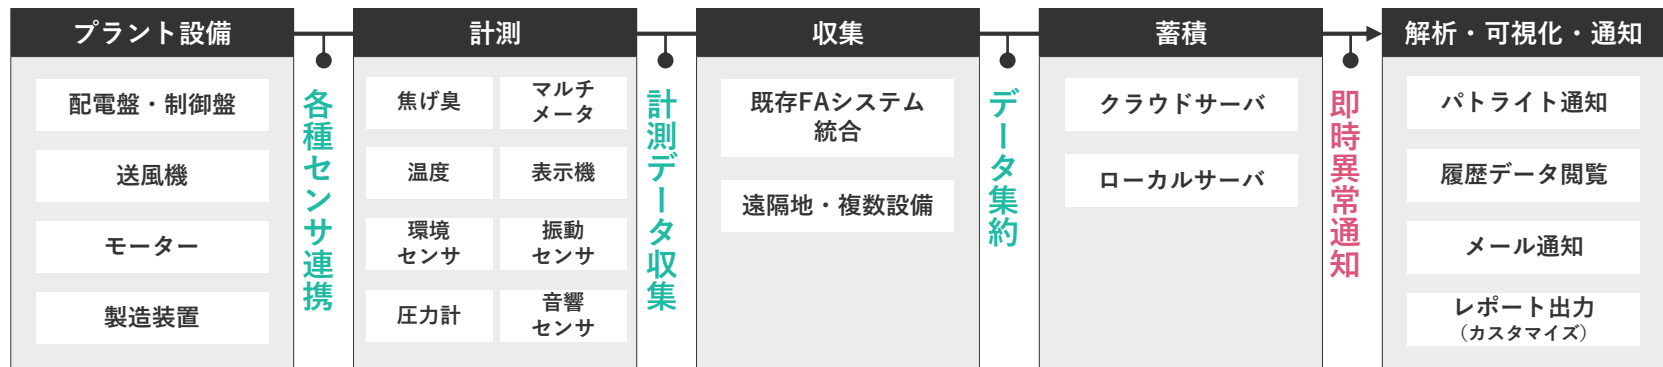 プラント設備
配電盤・制御盤
送風機
モーター
製造装置
各種センサ連携
計測
焦げ臭
マルチ
メータ
温度
表示機
環境
センサ
振動
センサ
圧力計
音響
センサ
計測データ収集
収集
既存FAシステム
統合
遠隔地・複数設備
データ集約
蓄積
クラウドサーバ
ローカルサーバ
即時異常通知
解析・可視化・通知
パトライト通知
履歴データ閲覧
メール通知
レポート出力
（カスタマイズ）